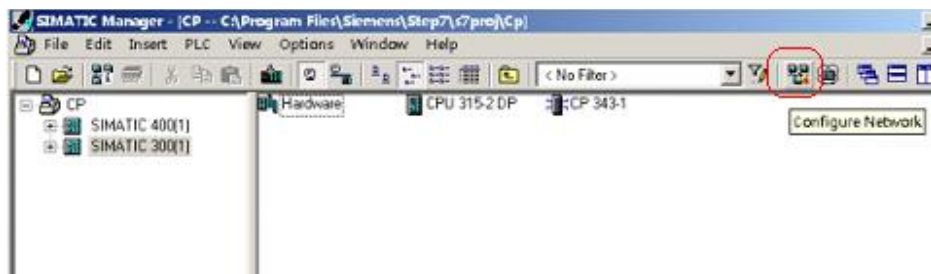 SIMATIC Manager - [CP -- C:\Program Files\Siemens\Step7\s7proj\Cp]
File Edit Insert PLC View Options Window Help
< No Filter >
CP
SIMATIC 400(1)
SIMATIC 300(1)
Hardware
CPU 315-2 DP
CP 343-1
Configure Network